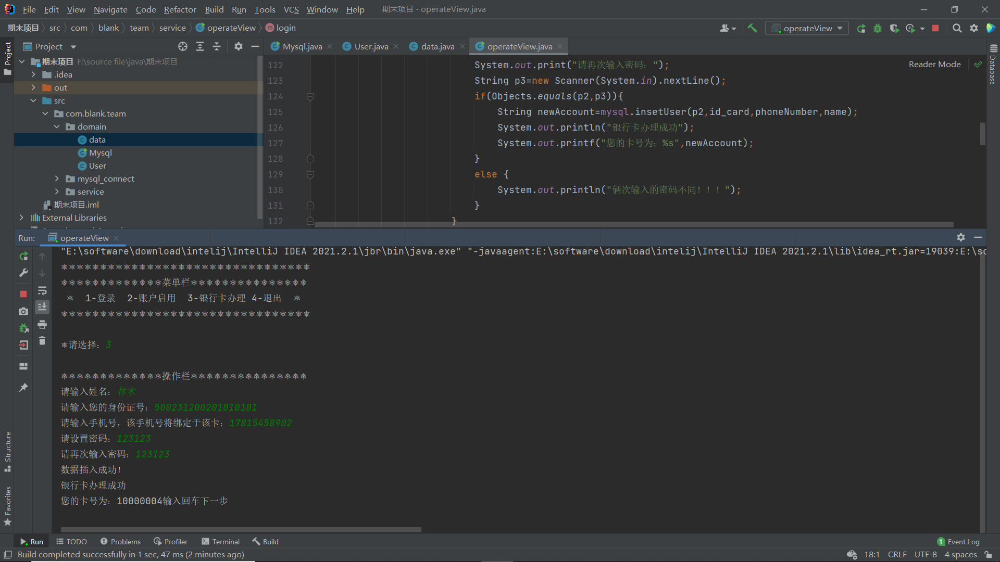 File Edit View Navigate Code Refactor Build Run Tools VCS Window Help 期末项目 - operateView.java
期末项目 src com blank team service operateView login
operateView
Project
Mysql.java User.java data.java operateView.java
Project
期末项目 F:\source file\java\期末项目
.idea
out
src
com.blank.team
domain
data
Mysql
User
mysql_connect
service
期末项目.iml
External Libraries
Reader Mode
Database
122 System.out.print("请再次输入密码：");
123 String p3=new Scanner(System.in).nextLine();
124 if(Objects.equals(p2,p3)){
125 String newAccount=mysql.insetUser(p2,id_card,phoneNumber,name);
126 System.out.println("银行卡办理成功");
127 System.out.printf("您的卡号为：%s",newAccount);
128 }
129 else {
130 System.out.println("俩次输入的密码不同！！！");
131 }
132 }
Run: operateView
"E:\software\download\intelij\IntelliJ IDEA 2021.2.1\jbr\bin\java.exe" "-javaagent:E:\software\download\intelij\IntelliJ IDEA 2021.2.1\lib\idea_rt.jar=19039:E:\so
❄❄❄❄❄❄❄❄❄❄❄❄❄❄❄❄❄❄❄❄❄❄❄❄❄❄❄❄❄❄❄❄
❄❄❄❄❄❄❄❄❄❄❄❄❄菜单栏❄❄❄❄❄❄❄❄❄❄❄❄❄❄❄
❄ 1-登录 2-账户启用 3-银行卡办理 4-退出 ❄
❄❄❄❄❄❄❄❄❄❄❄❄❄❄❄❄❄❄❄❄❄❄❄❄❄❄❄❄❄❄❄❄
❄请选择：3
❄❄❄❄❄❄❄❄❄❄❄❄❄操作栏❄❄❄❄❄❄❄❄❄❄❄❄❄❄❄
请输入姓名：林木
请输入您的身份证号：500231200201010101
请输入手机号，该手机号将绑定于该卡：17815458902
请设置密码：123123
请再次输入密码：123123
数据插入成功！
银行卡办理成功
您的卡号为：10000004输入回车下一步
Structure
Favorites
Run TODO Problems Profiler Terminal Build 1 Event Log
Build completed successfully in 1 sec, 47 ms (2 minutes ago) 18:1 CRLF UTF-8 4 spaces